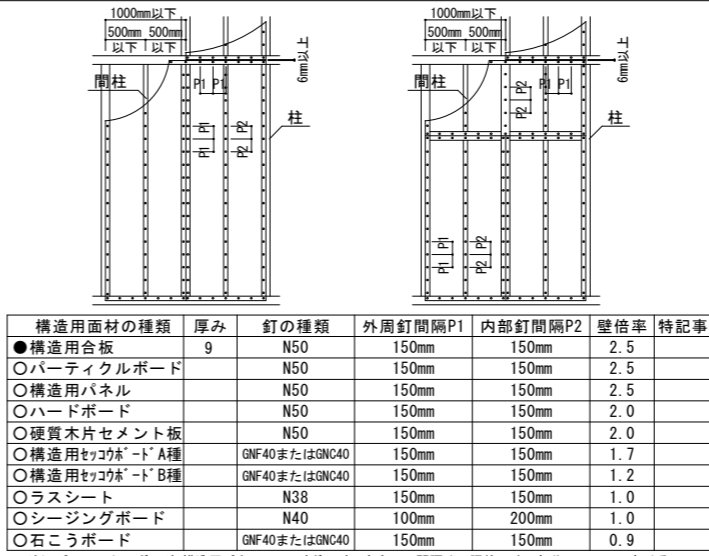 1000mm以下
500mm 500mm
以下 以下
6mm以上
間柱
P1 P1
柱
P1 P2
P1 P2
1000mm以下
500mm 500mm
以下 以下
6mm以上
間柱
P2 P1 P1
P2
柱
P1 P2
P1 P2
構造用面材の種類 厚み 釘の種類 外周釘間隔P1 内部釘間隔P2 壁倍率 特記事
●構造用合板 9 N50 150mm 150mm 2.5
○パーティクルボード N50 150mm 150mm 2.5
○構造用パネル N50 150mm 150mm 2.5
○ハードボード N50 150mm 150mm 2.0
○硬質木片セメント板 N50 150mm 150mm 2.0
○構造用ｾｯｺｳﾎﾞｰﾄﾞA種 GNF40またはGNC40 150mm 150mm 1.7
○構造用ｾｯｺｳﾎﾞｰﾄﾞB種 GNF40またはGNC40 150mm 150mm 1.2
○ラスシート N38 150mm 150mm 1.0
○シージングボード N40 100mm 200mm 1.0
○石こうボード GNF40またはGNC40 150mm 150mm 0.9